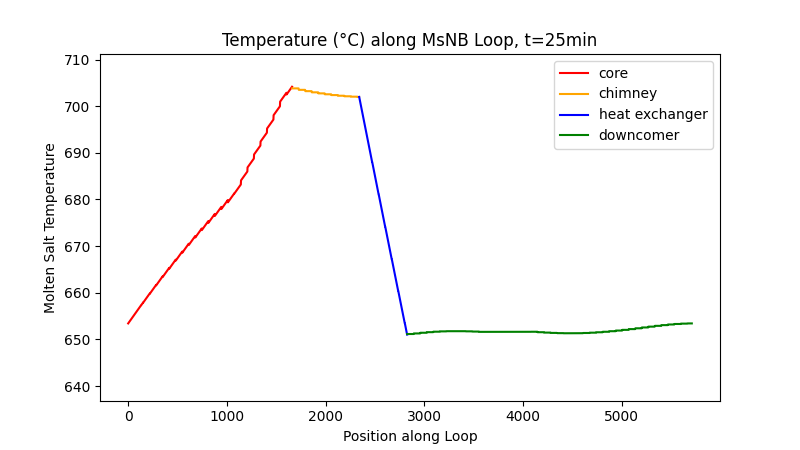 Temperature (°C) along MsNB Loop, t=25min
710
700
690
680
670
660
650
640
Molten Salt Temperature
core
chimney
heat exchanger
downcomer
0
1000
2000
3000
4000
5000
Position along Loop